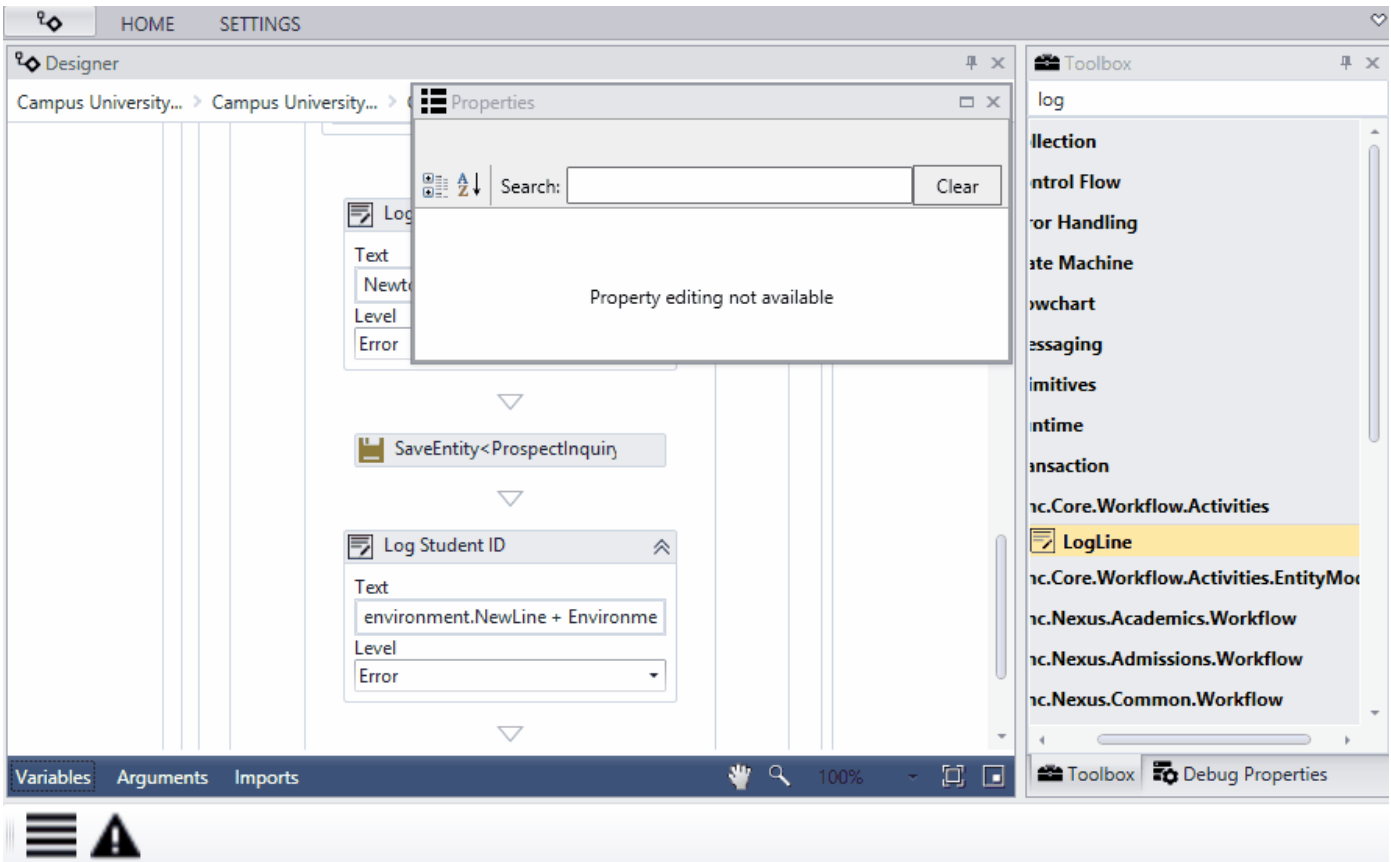 HOME SETTINGS
Designer
Campus University... > Campus University... >
Properties
Search:
Clear
Property editing not available
Log
Text
Newt
Level
Error
SaveEntity<ProspectInquiry
Log Student ID
Text
environment.NewLine + Environme
Level
Error
Variables Arguments Imports
100%
Toolbox
log
llection
ntrol Flow
ror Handling
ate Machine
owchart
essaging
imitives
ntime
ansaction
nc.Core.Workflow.Activities
LogLine
nc.Core.Workflow.Activities.EntityMod
nc.Nexus.Academics.Workflow
nc.Nexus.Admissions.Workflow
nc.Nexus.Common.Workflow
Toolbox Debug Properties